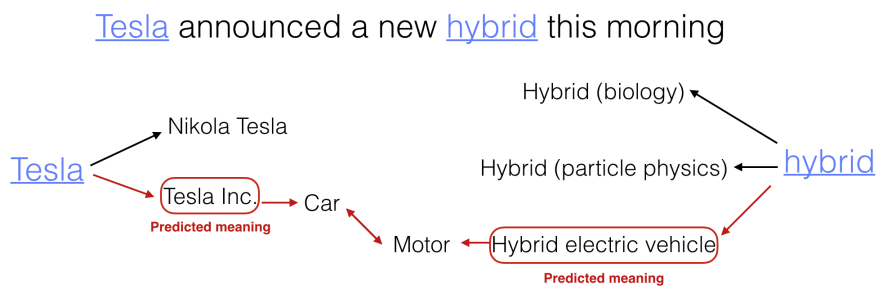 Tesla announced a new hybrid this morning
Hybrid (biology)
Nikola Tesla
Tesla
Hybrid (particle physics)
hybrid
Tesla Inc.
Car
Predicted meaning
Motor
Hybrid electric vehicle
Predicted meaning